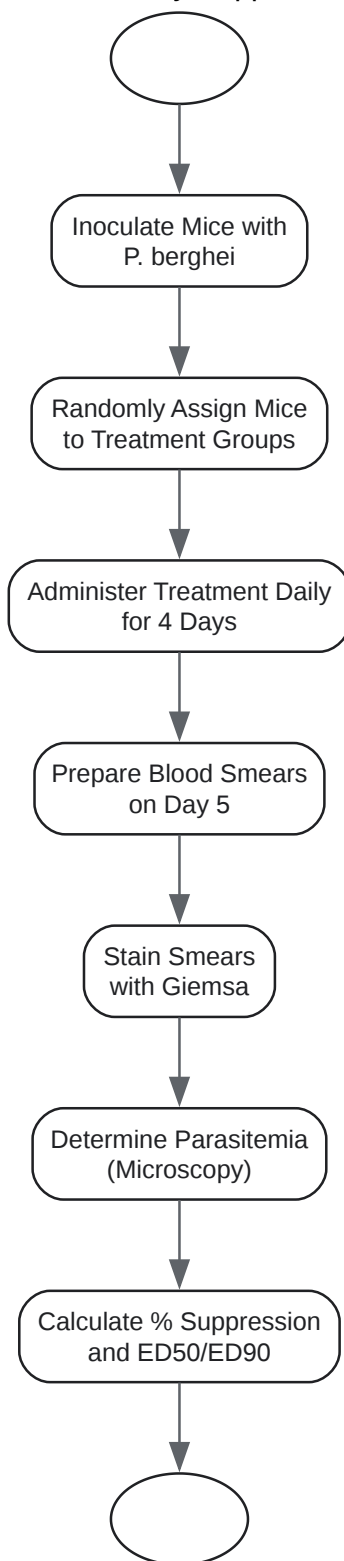 Inoculate Mice with
P. berghei
Randomly Assign Mice
to Treatment Groups
Administer Treatment Daily
for 4 Days
Prepare Blood Smears
on Day 5
Stain Smears
with Giemsa
Determine Parasitemia
(Microscopy)
Calculate % Suppression
and ED50/ED90